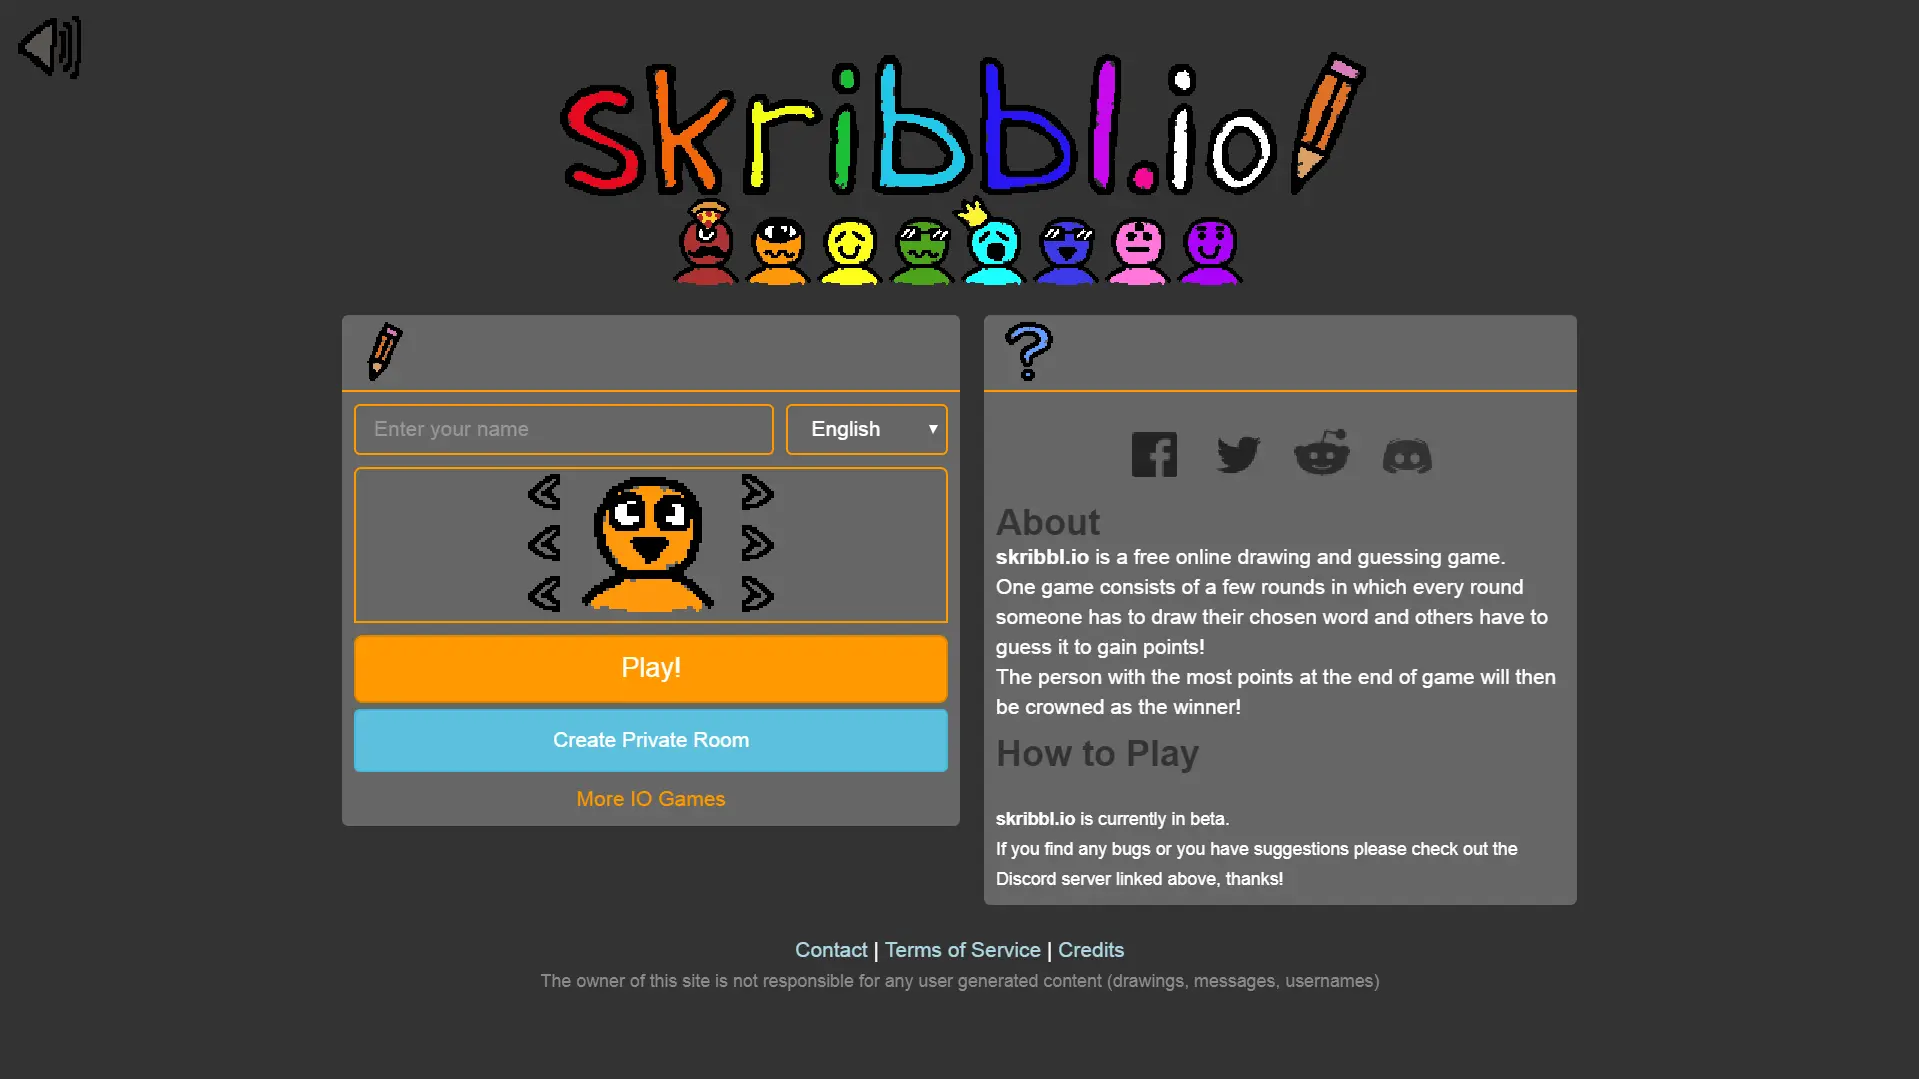 skribbl.io
Enter your name
English
Play!
Create Private Room
More IO Games
About
skribbl.io is a free online drawing and guessing game.
One game consists of a few rounds in which every round
someone has to draw their chosen word and others have to
guess it to gain points!
The person with the most points at the end of game will then
be crowned as the winner!
How to Play
skribbl.io is currently in beta.
If you find any bugs or you have suggestions please check out the
Discord server linked above, thanks!
Contact | Terms of Service | Credits
The owner of this site is not responsible for any user generated content (drawings, messages, usernames)